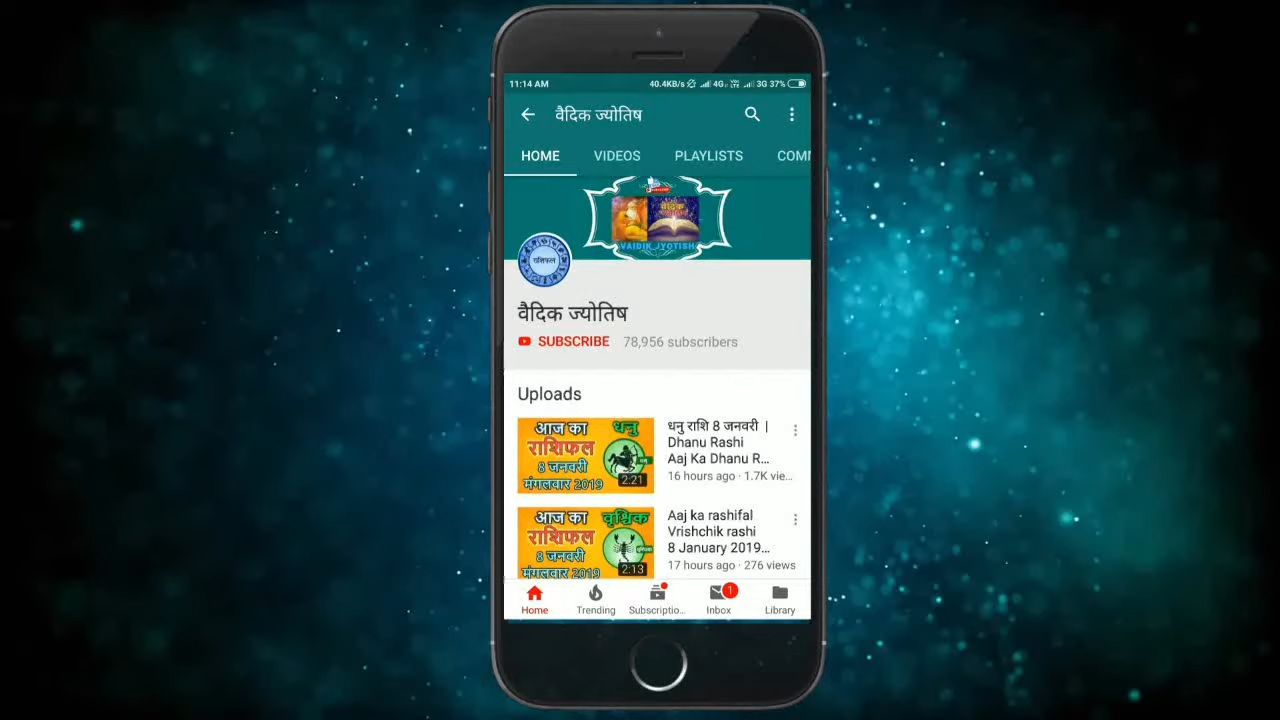 11:14 AM
40.4KB/s 4G VoLTE 3G 37%
वैदिक ज्योतिष
HOME VIDEOS PLAYLISTS COMM
वैदिक
VAIDIK JYOTISH
राशिफल
वैदिक ज्योतिष
SUBSCRIBE 78,956 subscribers
Uploads
आज का धनु
राशिफल
8 जनवरी
मंगलवार 2019
2:21
धनु राशि 8 जनवरी |
Dhanu Rashi
Aaj Ka Dhanu R...
16 hours ago · 1.7K vie...
आज का वृश्चिक
राशिफल
8 जनवरी
मंगलवार 2019
2:13
Aaj ka rashifal
Vrishchik rashi
8 January 2019...
17 hours ago · 276 views
1
Home Trending Subscriptio... Inbox Library